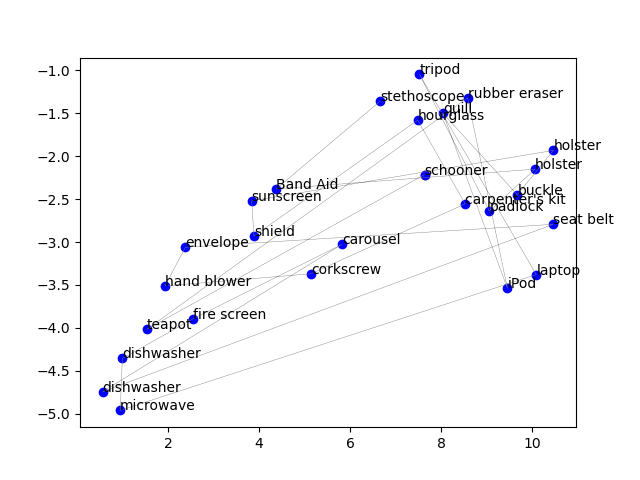 −1.0
tripod
rubber eraser
stethoscope
−1.5
quill
hourglass
holster
−2.0
holster
schooner
Band Aid
buckle
sunscreen
carpenter's kit
−2.5
padlock
seat belt
shield
carousel
envelope
−3.0
laptop
corkscrew
hand blower
iPod
−3.5
fire screen
teapot
−4.0
dishwasher
−4.5
dishwasher
microwave
−5.0
2 4 6 8 10